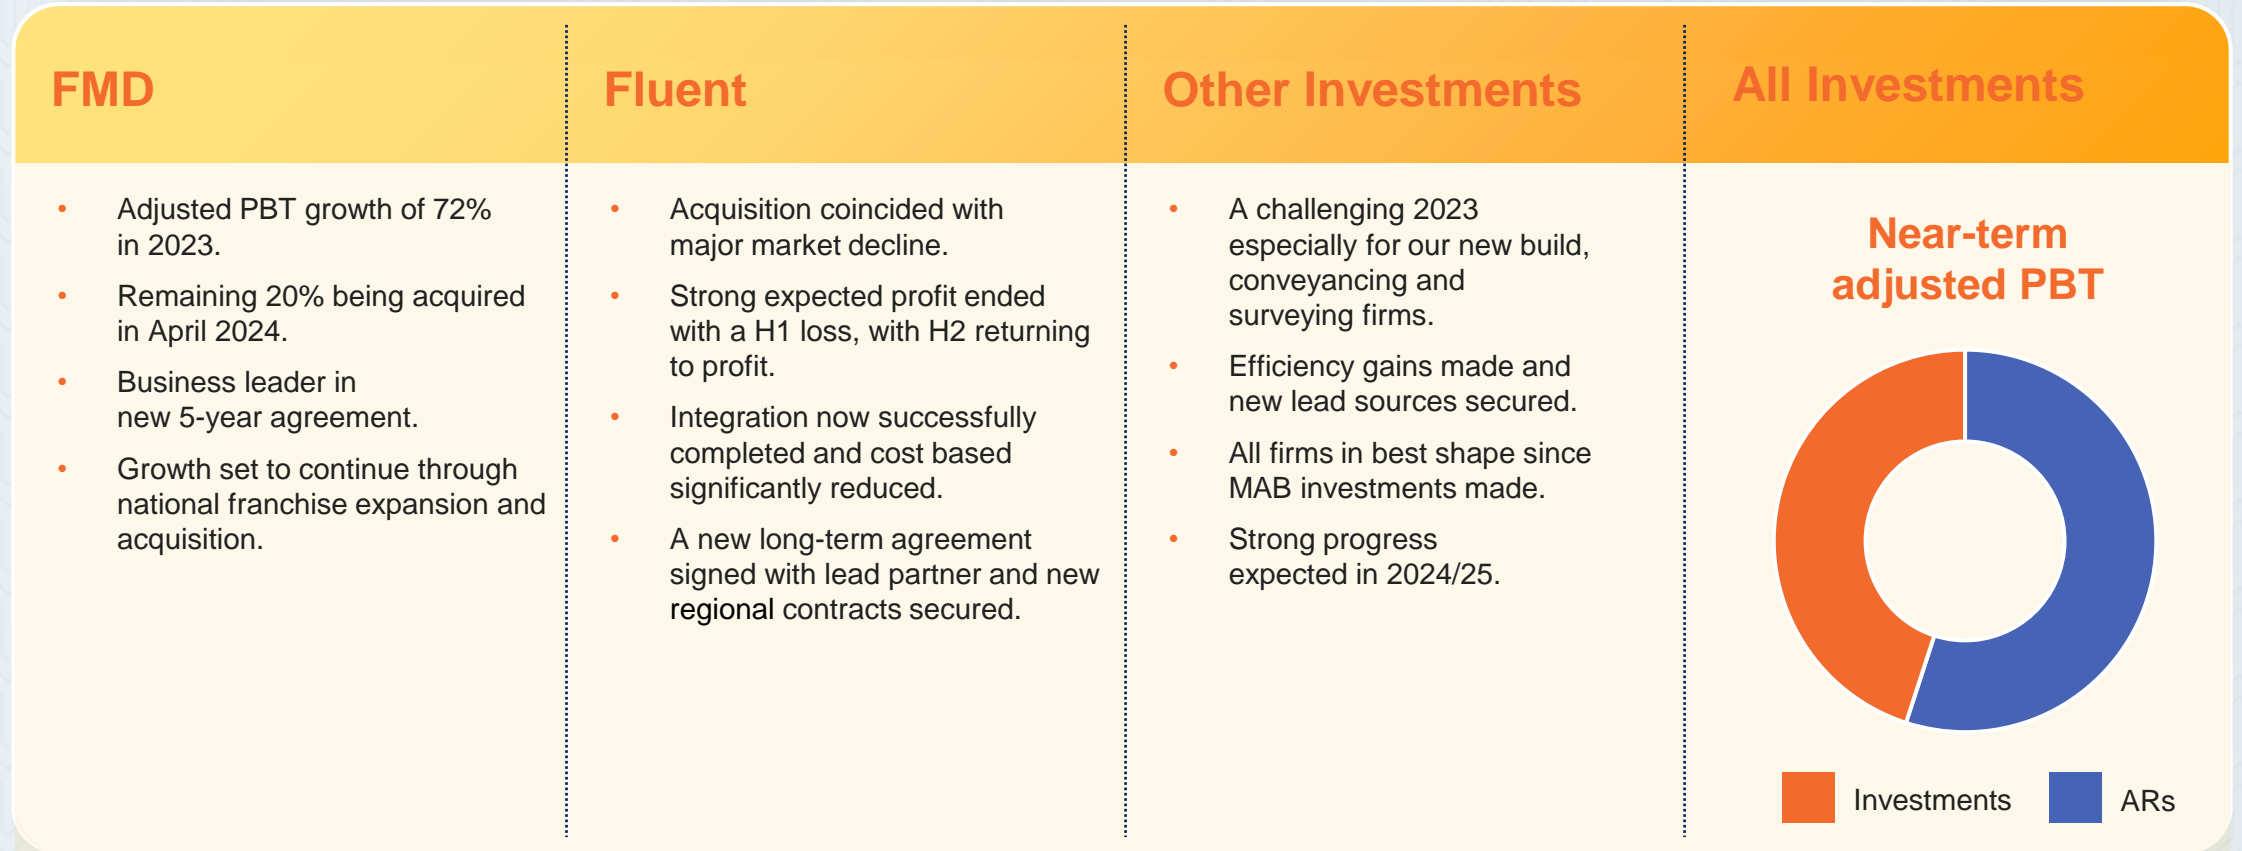 FMD
• Adjusted PBT growth of 72%
in 2023.
• Remaining 20% being acquired
in April 2024.
• Business leader in
new 5-year agreement.
• Growth set to continue through
national franchise expansion and
acquisition.
Fluent
• Acquisition coincided with
major market decline.
• Strong expected profit ended
with a H1 loss, with H2 returning
to profit.
• Integration now successfully
completed and cost based
significantly reduced.
• A new long-term agreement
signed with lead partner and new
regional contracts secured.
Other Investments
• A challenging 2023
especially for our new build,
conveyancing and
surveying firms.
• Efficiency gains made and
new lead sources secured.
• All firms in best shape since
MAB investments made.
• Strong progress
expected in 2024/25.
All Investments
Near-term
adjusted PBT
Investments
ARs